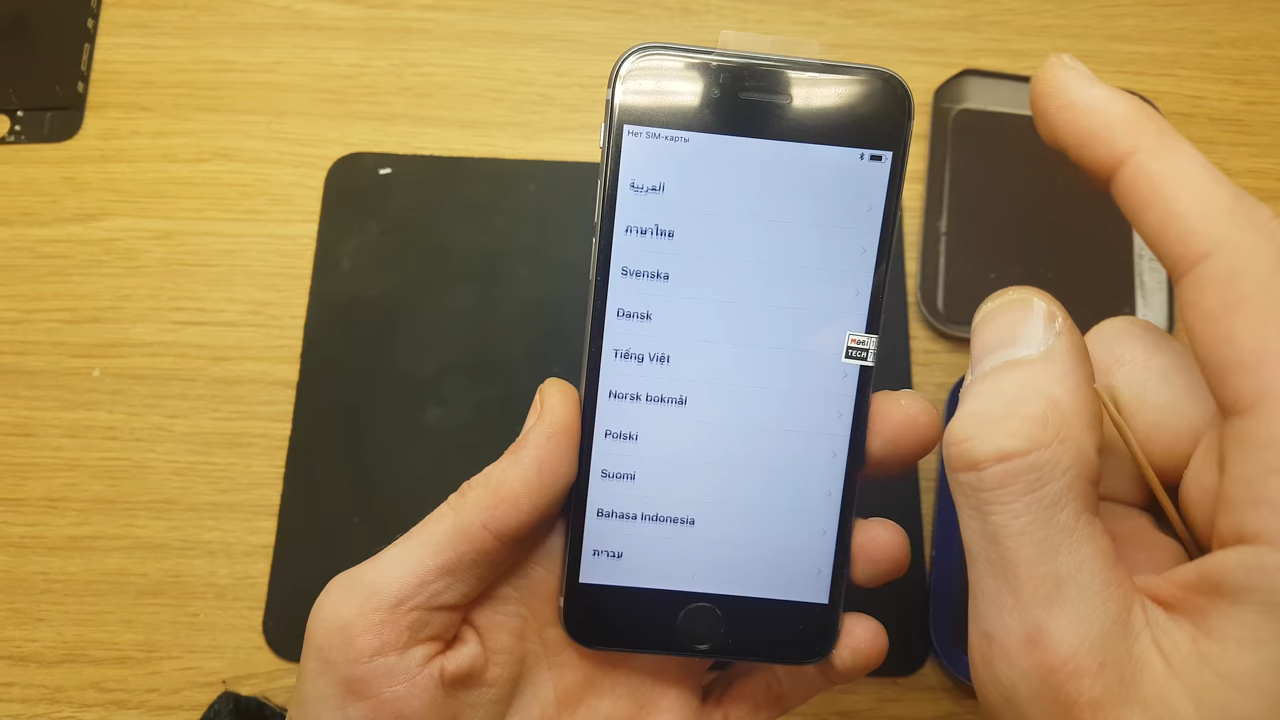 Нет SIM-карты
العربية
ภาษาไทย
Svenska
Dansk
Tiếng Việt
Norsk bokmål
Polski
Suomi
Bahasa Indonesia
עברית
TECH